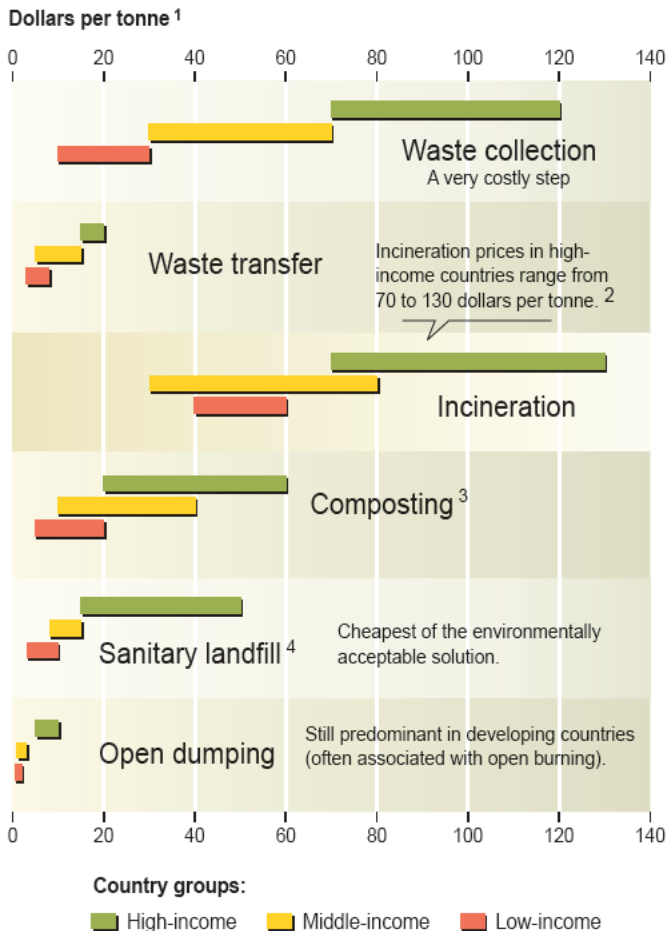 Dollars per tonne 1
0 20 40 60 80 100 120 140
Waste collection
A very costly step
Waste transfer
Incineration prices in high-
income countries range from
70 to 130 dollars per tonne. 2
Incineration
Composting 3
Sanitary landfill 4
Cheapest of the environmentally
acceptable solution.
Open dumping
Still predominant in developing countries
(often associated with open burning).
0 20 40 60 80 100 120 140
Country groups:
High-income Middle-income Low-income